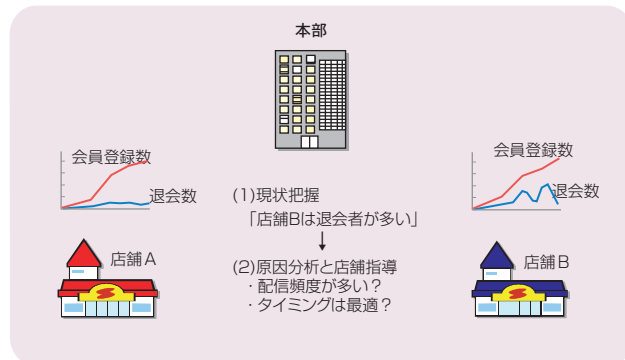 本部
会員登録数
退会数
店舗A
(1)現状把握
「店舗Bは退会者が多い」
(2)原因分析と店舗指導
・配信頻度が多い？
・タイミングは最適？
会員登録数
退会数
店舗B